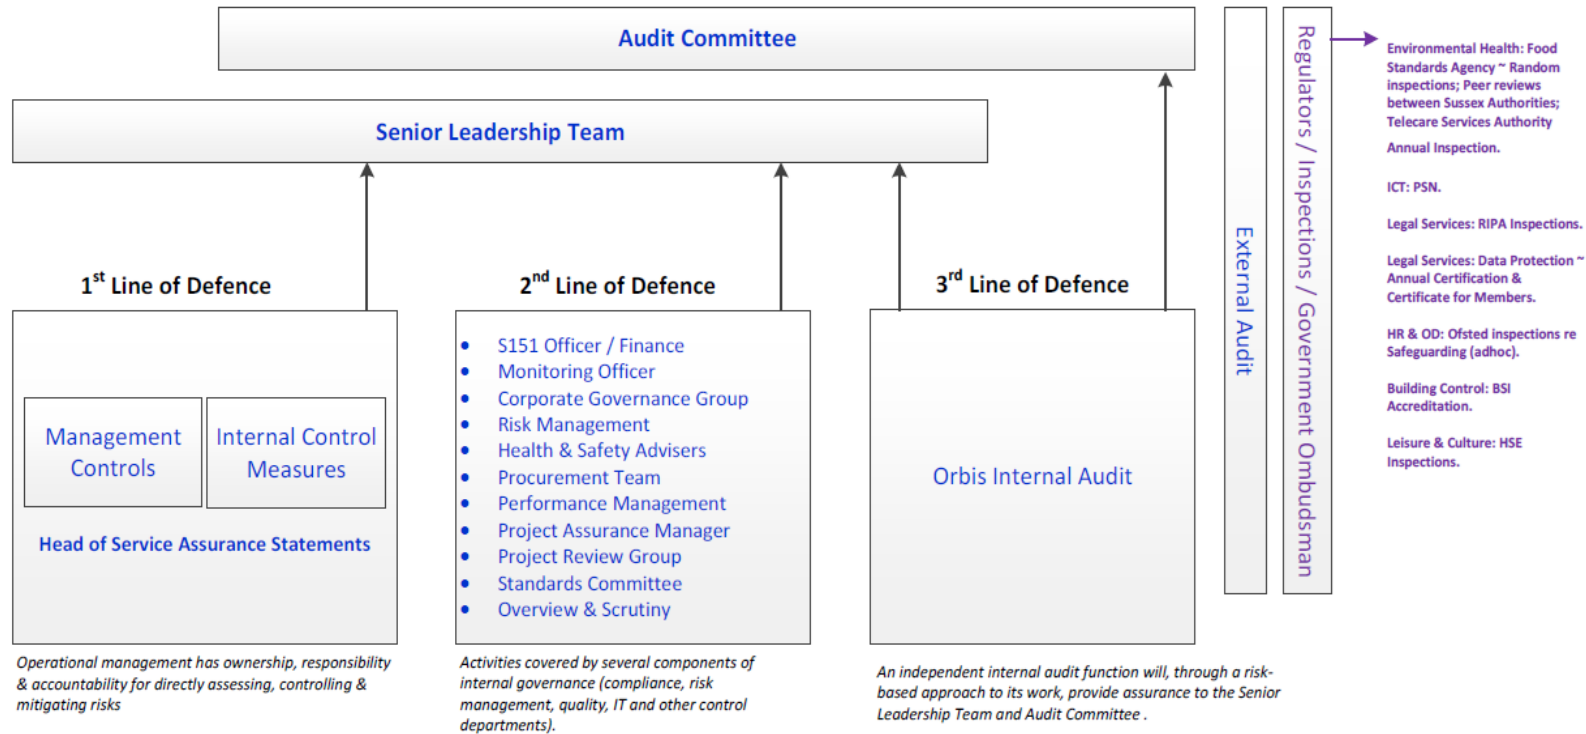 Audit Committee
Senior Leadership Team
1st Line of Defence
Management
Controls
Internal Control
Measures
Head of Service Assurance Statements
Operational management has ownership, responsibility
& accountability for directly assessing, controlling &
mitigating risks
2nd Line of Defence
• S151 Officer / Finance
• Monitoring Officer
• Corporate Governance Group
• Risk Management
• Health & Safety Advisers
• Procurement Team
• Performance Management
• Project Assurance Manager
• Project Review Group
• Standards Committee
• Overview & Scrutiny
Activities covered by several components of
internal governance (compliance, risk
management, quality, IT and other control
departments).
3rd Line of Defence
Orbis Internal Audit
An independent internal audit function will, through a risk-
based approach to its work, provide assurance to the Senior
Leadership Team and Audit Committee .
External Audit
Regulators / Inspections / Government Ombudsman
Environmental Health: Food
Standards Agency ~ Random
inspections; Peer reviews
between Sussex Authorities;
Telecare Services Authority
Annual Inspection.
ICT: PSN.
Legal Services: RIPA Inspections.
Legal Services: Data Protection ~
Annual Certification &
Certificate for Members.
HR & OD: Ofsted inspections re
Safeguarding (adhoc).
Building Control: BSI
Accreditation.
Leisure & Culture: HSE
Inspections.